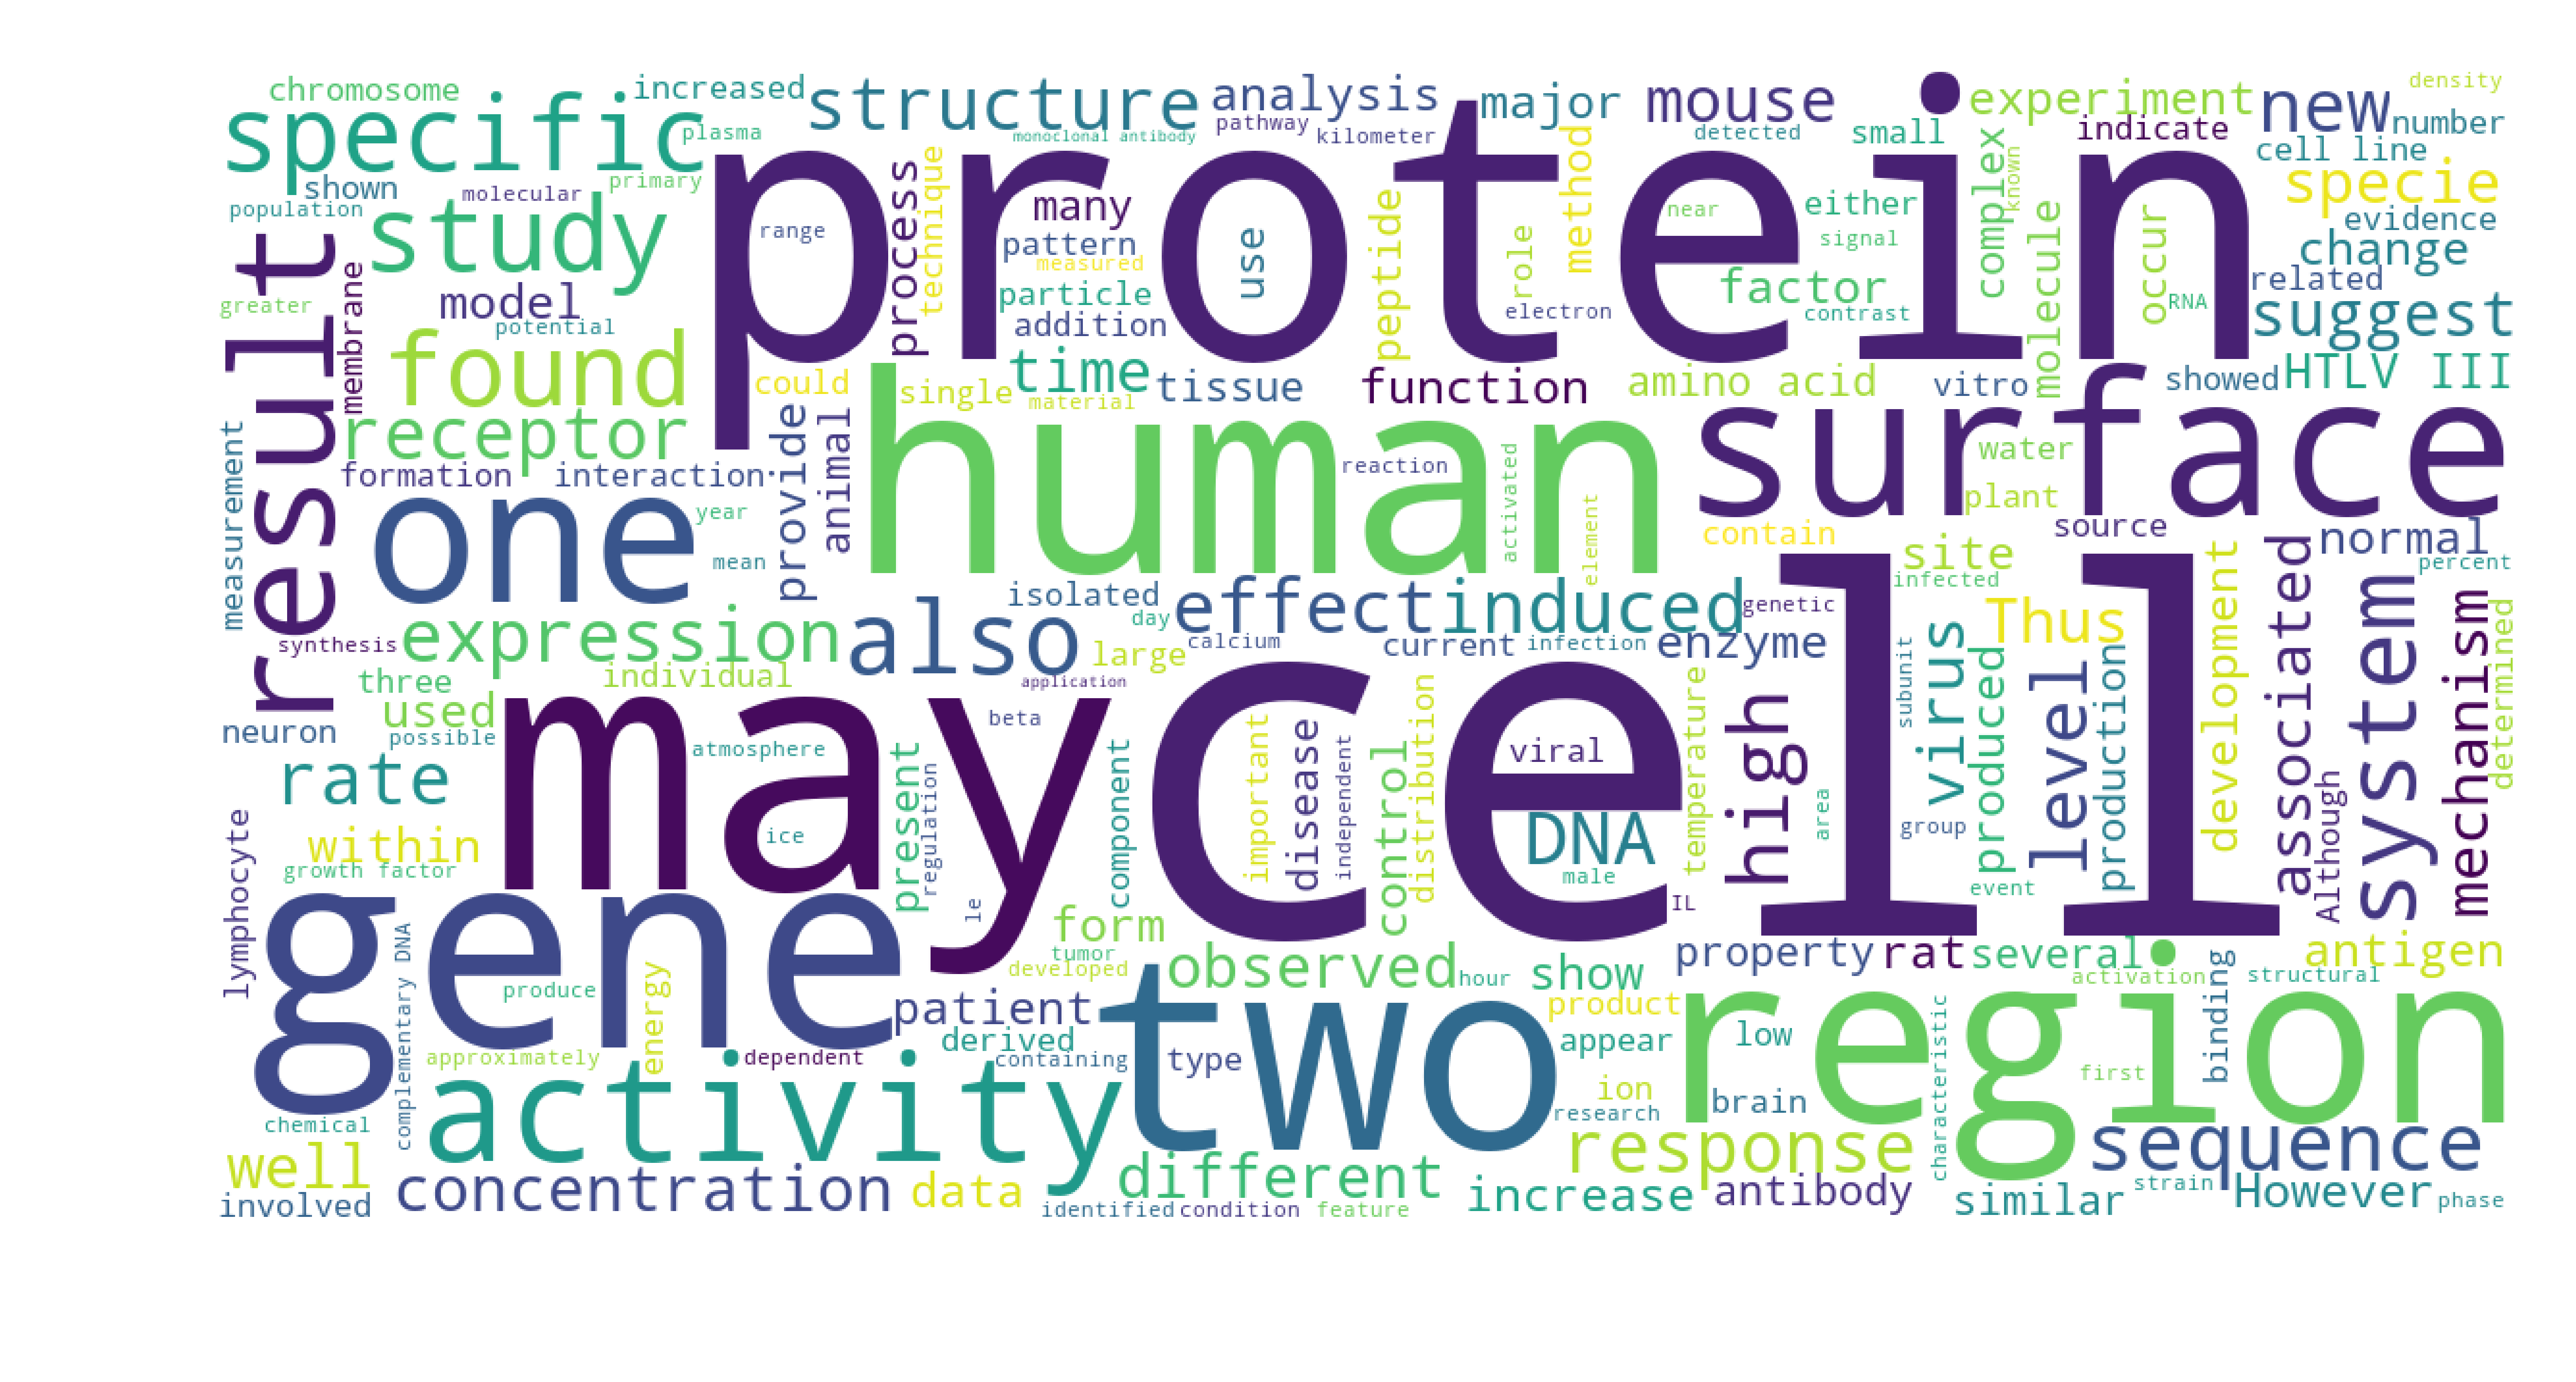 chromosome
increased
structure
analysis
major
mouse
experiment
new
density
specific
plasma
monoclonal antibody
pathway
kilometer
detected
small
indicate
number
shown
molecular
primary
protein
process
technique
many
method
complex
known
cell line
specie
population
study
range
pattern
use
peptide
role
near
either
signal
molecule
occur
evidence
change
result
membrane
greater
model
potential
measured
particle
addition
electron
factor
contrast
RNA
related
suggest
found
could
single
time
material
tissue
function
amino acid
vitro
showed
HTLV III
receptor
provide
animal
human
surface
measurement
formation
interaction
reaction
activated
element
water
plant
one
year
mean
contain
source
normal
site
infected
percent
isolated
day
effect
induced
genetic
development
associated
system
mechanism
determined
synthesis
expression
also
large
calcium
current
infection
enzyme
subunit
virus
Thus
produced
level
production
three
individual
application
used
may
cell
neuron
possible
atmosphere
beta
rate
present
regulation
component
important
disease
independent
control
distribution
viral
temperature
high
area
group
Although
lymphocyte
within
ice
growth factor
DNA
male
event
gene
le
IL
form
tumor
developed
observed
hour
show
property
rat
several
antigen
activation
structural
binding
complementary DNA
produce
energy
patient
two
product
region
derived
appear
low
characteristic
first
approximately
dependent
containing
type
ion
research
brain
chemical
activity
response
sequence
well
concentration
data
different
increase
antibody
similar
strain
However
phase
involved
identified
condition
feature